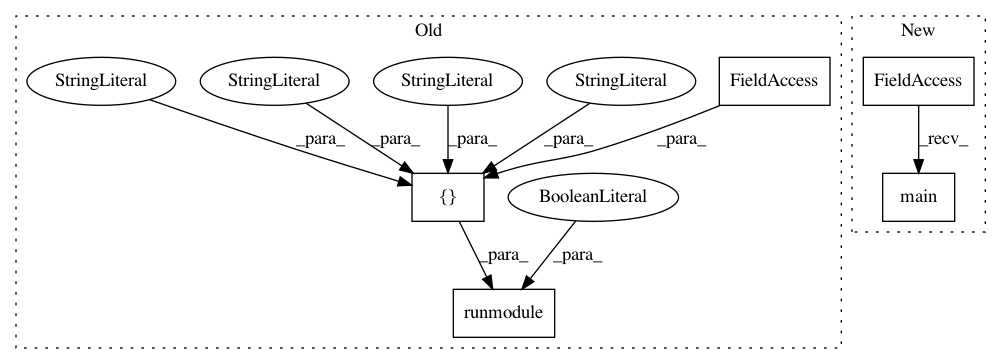 Old
New
StringLiteral
StringLiteral
StringLiteral
StringLiteral
FieldAccess
FieldAccess
_para_
_para_
_para_
_para_
_para_
_recv_
{}
BooleanLiteral
main
_para_
_para_
runmodule